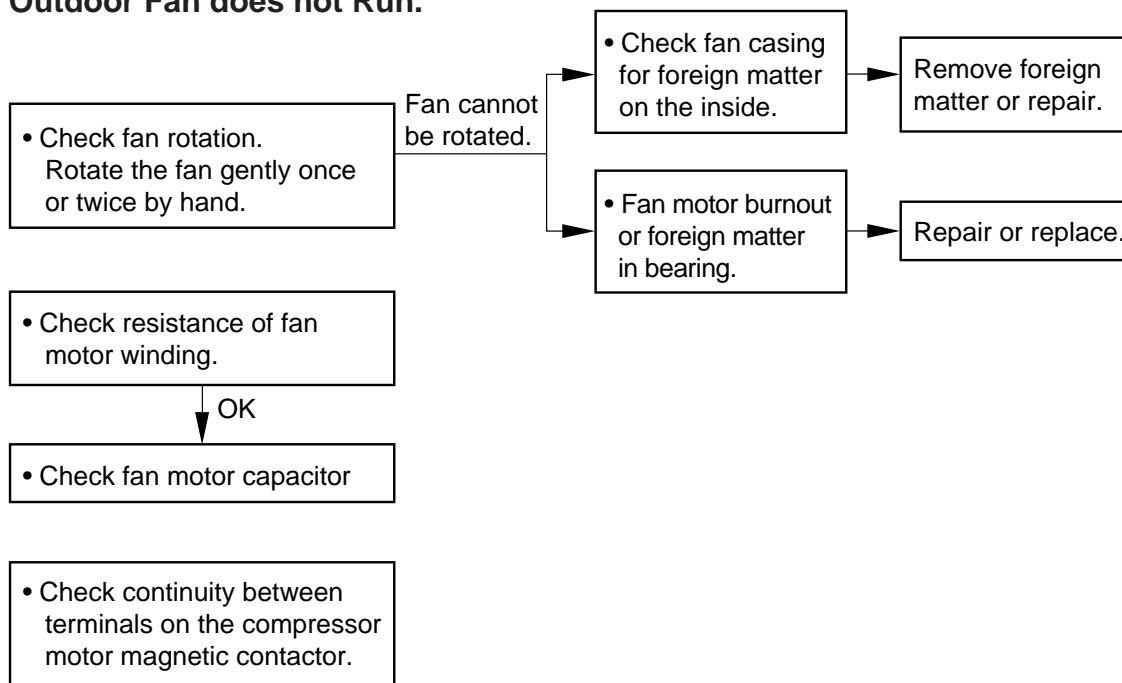 Outdoor Fan does not Run.
• Check fan rotation.
Rotate the fan gently once
or twice by hand.
Fan cannot
be rotated.
• Check fan casing
for foreign matter
on the inside.
Remove foreign
matter or repair.
• Fan motor burnout
or foreign matter
in bearing.
Repair or replace.
• Check resistance of fan
motor winding.
OK
• Check fan motor capacitor
• Check continuity between
terminals on the compressor
motor magnetic contactor.